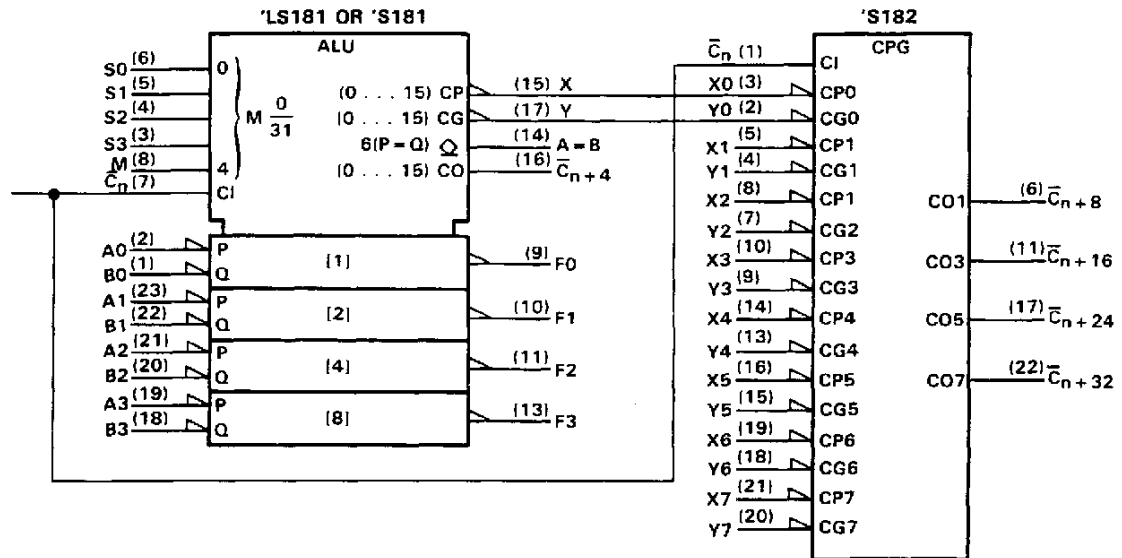 'LS181 OR 'S181
ALU
S0 (6) 0
S1 (5)
S2 (4)
S3 (3)
M (8) 4
C̅n (7) CI
M 0/31
(0 ... 15) CP (15) X
(0 ... 15) CG (17) Y
6(P = Q) (14) A = B
(0 ... 15) CO (16) C̅n + 4
A0 (2) P
B0 (1) Q
[1] (9) F0
A1 (23) P
B1 (22) Q
[2] (10) F1
A2 (21) P
B2 (20) Q
[4] (11) F2
A3 (19) P
B3 (18) Q
[8] (13) F3
'S182
CPG
C̅n (1) CI
X0 (3) CP0
Y0 (2) CG0
X1 (5) CP1
Y1 (4) CG1
X2 (8) CP1
Y2 (7) CG2
X3 (10) CP3
Y3 (9) CG3
X4 (14) CP4
Y4 (13) CG4
X5 (16) CP5
Y5 (15) CG5
X6 (19) CP6
Y6 (18) CG6
X7 (21) CP7
Y7 (20) CG7
CO1 (6) C̅n + 8
CO3 (11) C̅n + 16
CO5 (17) C̅n + 24
CO7 (22) C̅n + 32